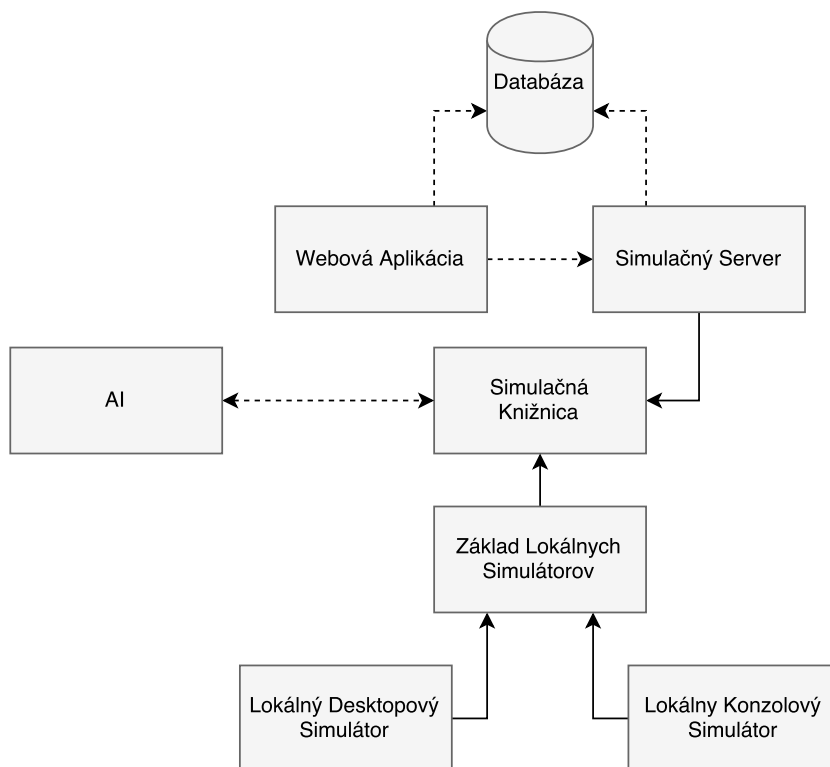 Databáza
Webová Aplikácia
Simulačný Server
AI
Simulačná
Knižnica
Základ Lokálnych
Simulátorov
Lokálný Desktopový
Simulátor
Lokálny Konzolový
Simulátor